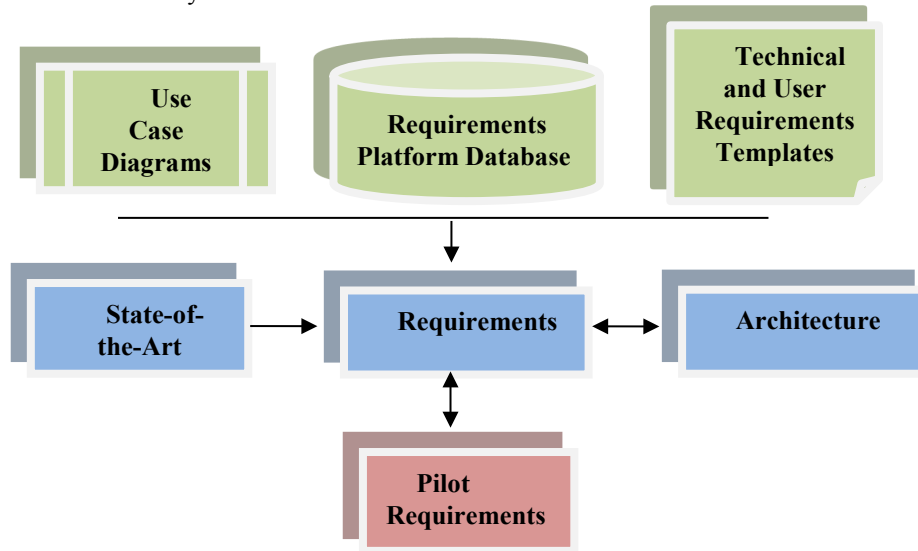 Use
Case
Diagrams
Requirements
Platform Database
Technical
and User
Requirements
Templates
State-of-
the-Art
Requirements
Architecture
Pilot
Requirements